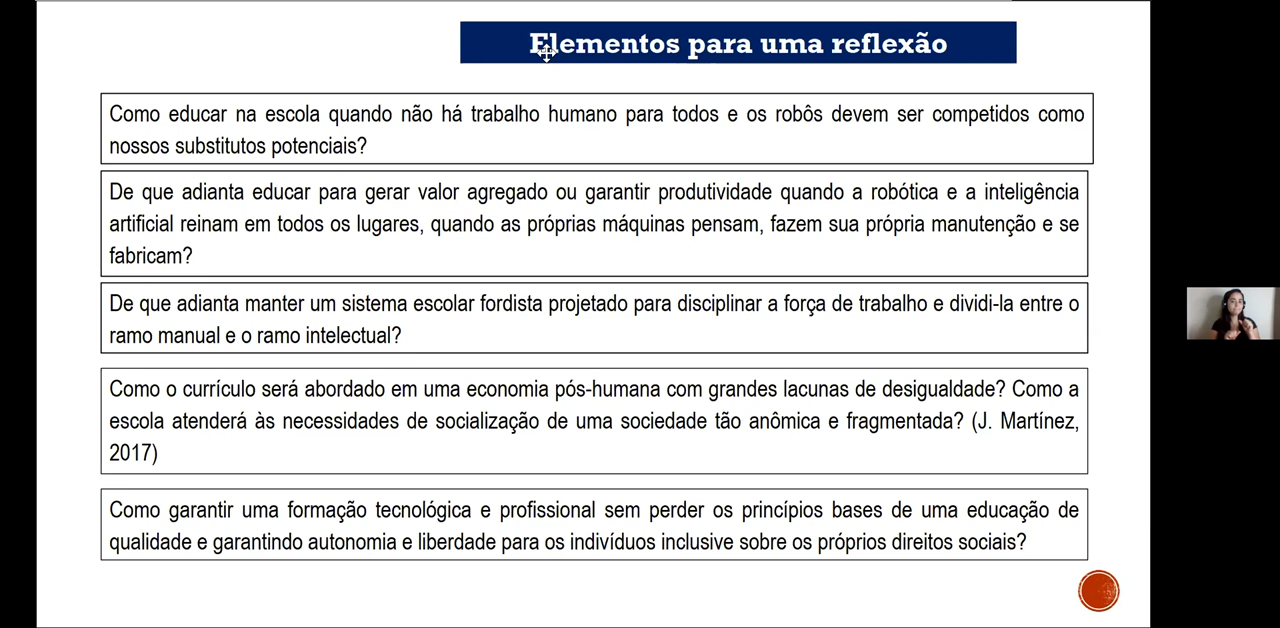 Elementos para uma reflexão
Como educar na escola quando não há trabalho humano para todos e os robôs devem ser competidos como
nossos substitutos potenciais?
De que adianta educar para gerar valor agregado ou garantir produtividade quando a robótica e a inteligência
artificial reinam em todos os lugares, quando as próprias máquinas pensam, fazem sua própria manutenção e se
fabricam?
De que adianta manter um sistema escolar fordista projetado para disciplinar a força de trabalho e dividi-la entre o
ramo manual e o ramo intelectual?
Como o currículo será abordado em uma economia pós-humana com grandes lacunas de desigualdade? Como a
escola atenderá às necessidades de socialização de uma sociedade tão anômica e fragmentada? (J. Martínez,
2017)
Como garantir uma formação tecnológica e profissional sem perder os princípios bases de uma educação de
qualidade e garantindo autonomia e liberdade para os indivíduos inclusive sobre os próprios direitos sociais?